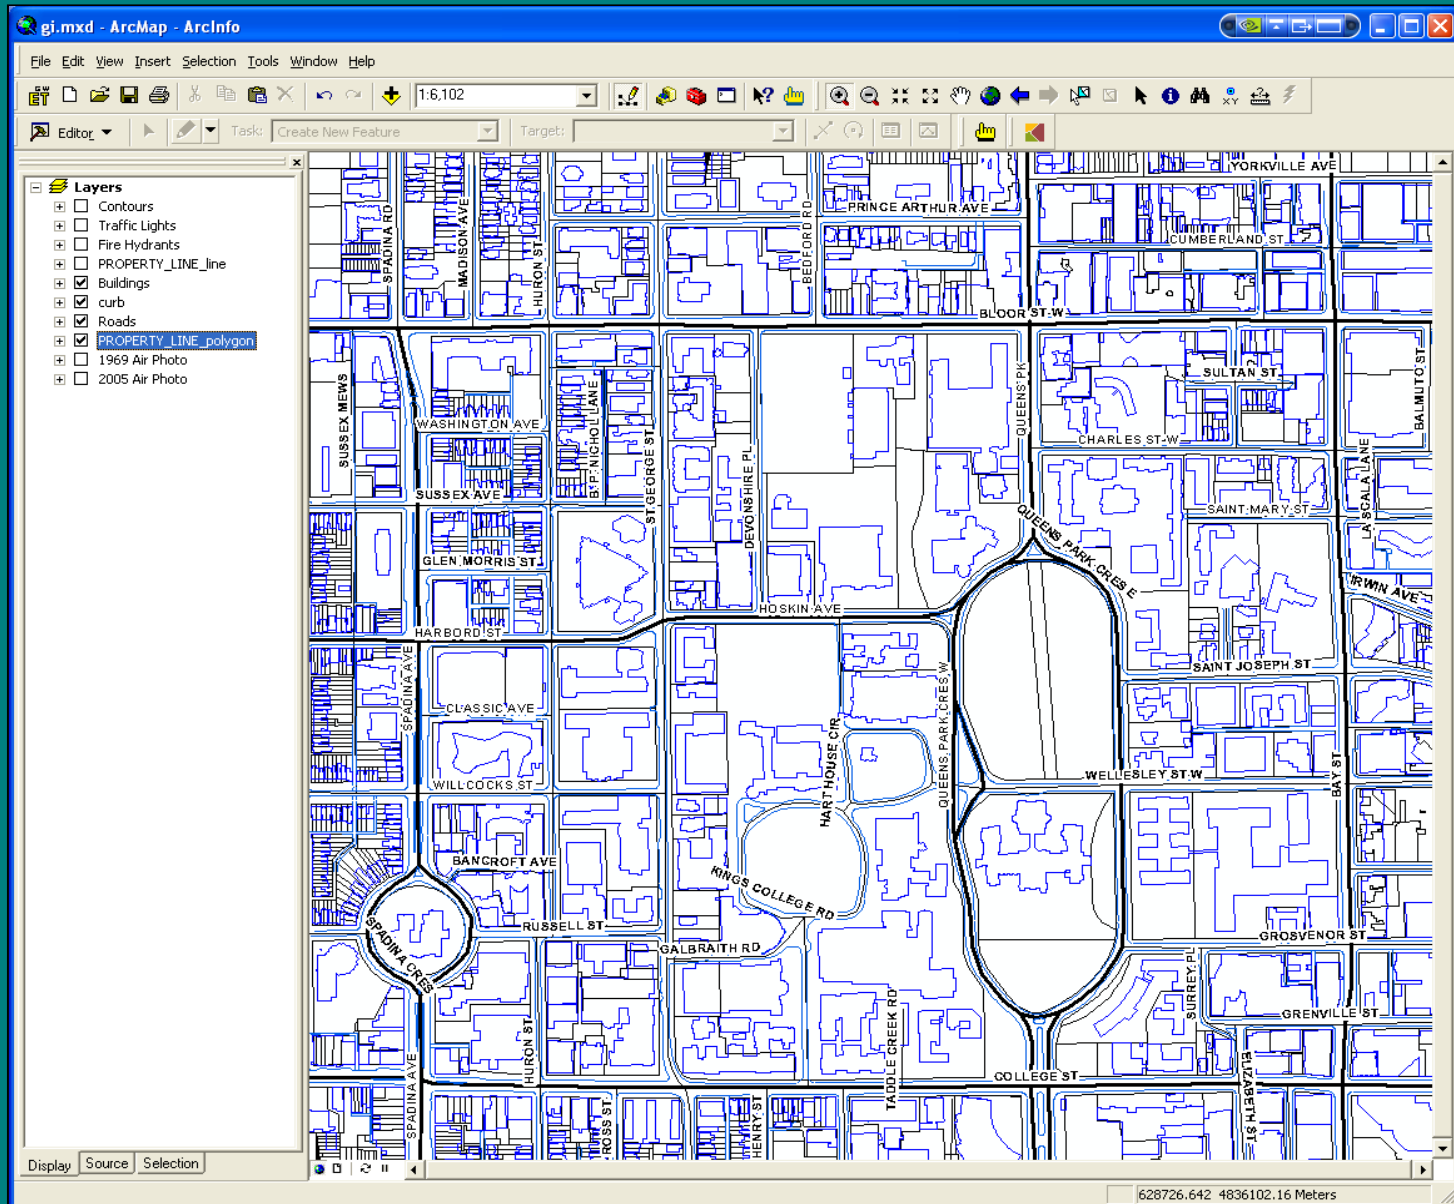 gi.mxd - ArcMap - ArcInfo
File Edit View Insert Selection Tools Window Help
1:6,102
Editor Task: Create New Feature Target:
Layers
Contours
Traffic Lights
Fire Hydrants
PROPERTY_LINE_line
Buildings
curb
Roads
PROPERTY_LINE_polygon
1969 Air Photo
2005 Air Photo
YORKVILLE AVE
PRINCE ARTHUR AVE
CUMBERLAND ST
SPADINA RD
MADISON AVE
HURON ST
BEDFORD RD
BLOOR ST W
SUSSEX MEWS
WASHINGTON AVE
B.P. NICHOL LANE
ST. GEORGE ST
DEVONSHIRE PL
QUEENS PK
SULTAN ST
BALMUTO ST
CHARLES ST W
LA SCALA LANE
SUSSEX AVE
SAINT MARY ST
QUEENS PARK CRES E
GLEN MORRIS ST
IRWIN AVE
HOSKIN AVE
HARBORD ST
SPADINA AVE
SAINT JOSEPH ST
CLASSIC AVE
HART HOUSE CIR
QUEENS PARK CRES W
WELLESLEY ST W
BAY ST
WILLCOCKS ST
BANCROFT AVE
KINGS COLLEGE RD
SPADINA CRES
RUSSELL ST
GALBRAITH RD
GROSVENOR ST
SURREY PL
GRENVILLE ST
TADDLE CREEK RD
HURON ST
COLLEGE ST
ELIZABETH ST
SPADINA AVE
ROSS ST
HENRY ST
Display Source Selection
628726.642 4836102.16 Meters